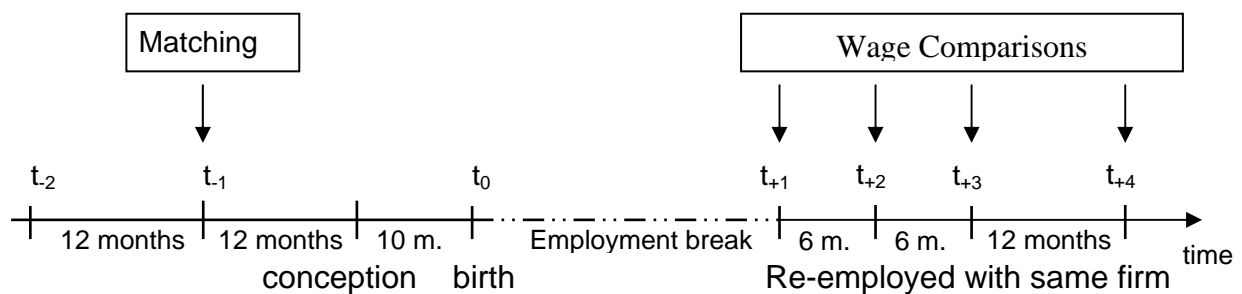 Matching
Wage Comparisons
t-2 t-1 t0 t+1 t+2 t+3 t+4
12 months 12 months 10 m. Employment break 6 m. 6 m. 12 months time
conception birth Re-employed with same firm